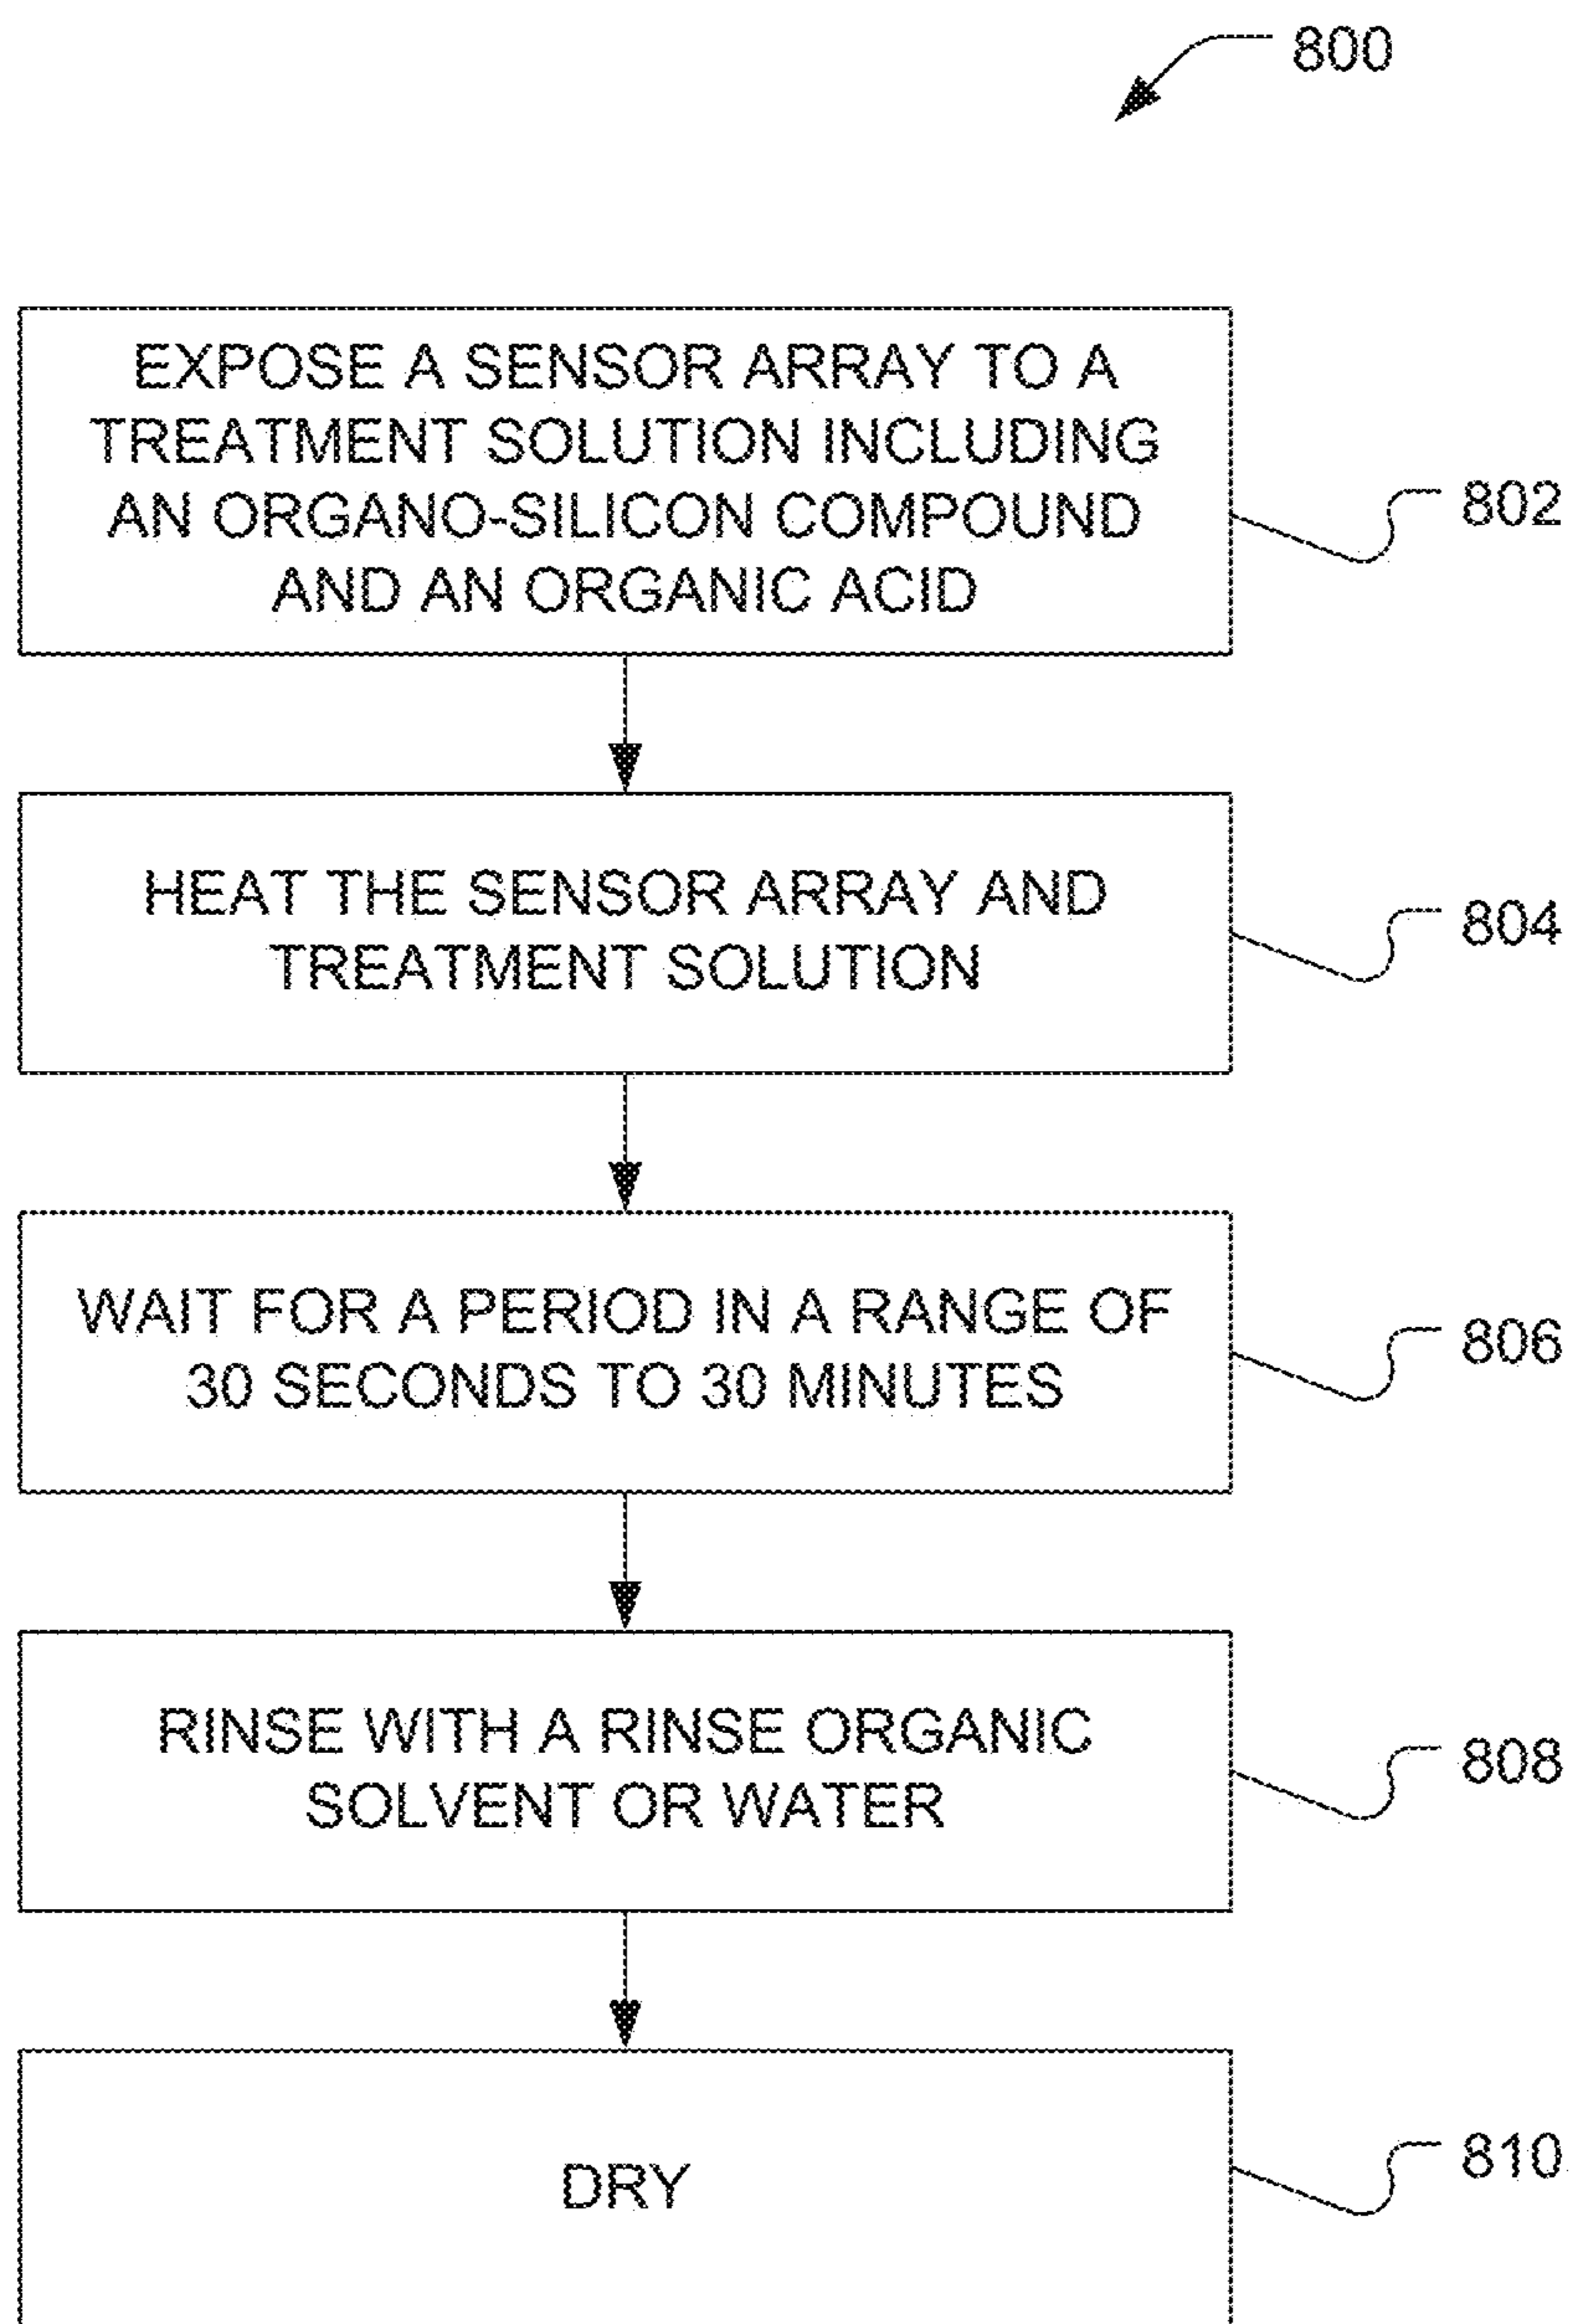 800
EXPOSE A SENSOR ARRAY TO A
TREATMENT SOLUTION INCLUDING
AN ORGANO-SILICON COMPOUND
AND AN ORGANIC ACID
802
HEAT THE SENSOR ARRAY AND
TREATMENT SOLUTION
804
WAIT FOR A PERIOD IN A RANGE OF
30 SECONDS TO 30 MINUTES
806
RINSE WITH A RINSE ORGANIC
SOLVENT OR WATER
808
DRY
810